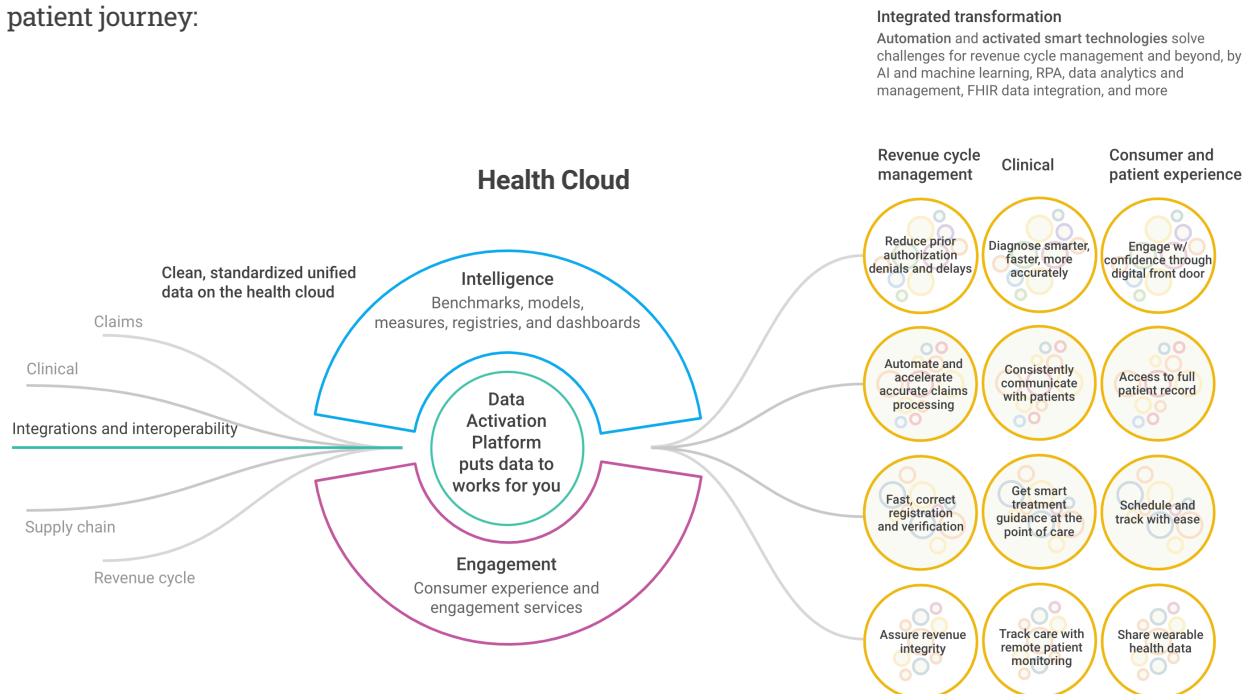 patient journey:
Integrated transformation
Automation and activated smart technologies solve
challenges for revenue cycle management and beyond, by
AI and machine learning, RPA, data analytics and
management, FHIR data integration, and more
Health Cloud
Clean, standardized unified
data on the health cloud
Claims
Clinical
Integrations and interoperability
Supply chain
Revenue cycle
Intelligence
Benchmarks, models,
measures, registries, and dashboards
Data
Activation
Platform
puts data to
works for you
Engagement
Consumer experience and
engagement services
Revenue cycle
management
Clinical
Consumer and
patient experience
Reduce prior
authorization
denials and delays
Diagnose smarter,
faster, more
accurately
Engage w/
confidence through
digital front door
Automate and
accelerate
accurate claims
processing
Consistently
communicate
with patients
Access to full
patient record
Fast, correct
registration
and verification
Get smart
treatment
guidance at the
point of care
Schedule and
track with ease
Assure revenue
integrity
Track care with
remote patient
monitoring
Share wearable
health data